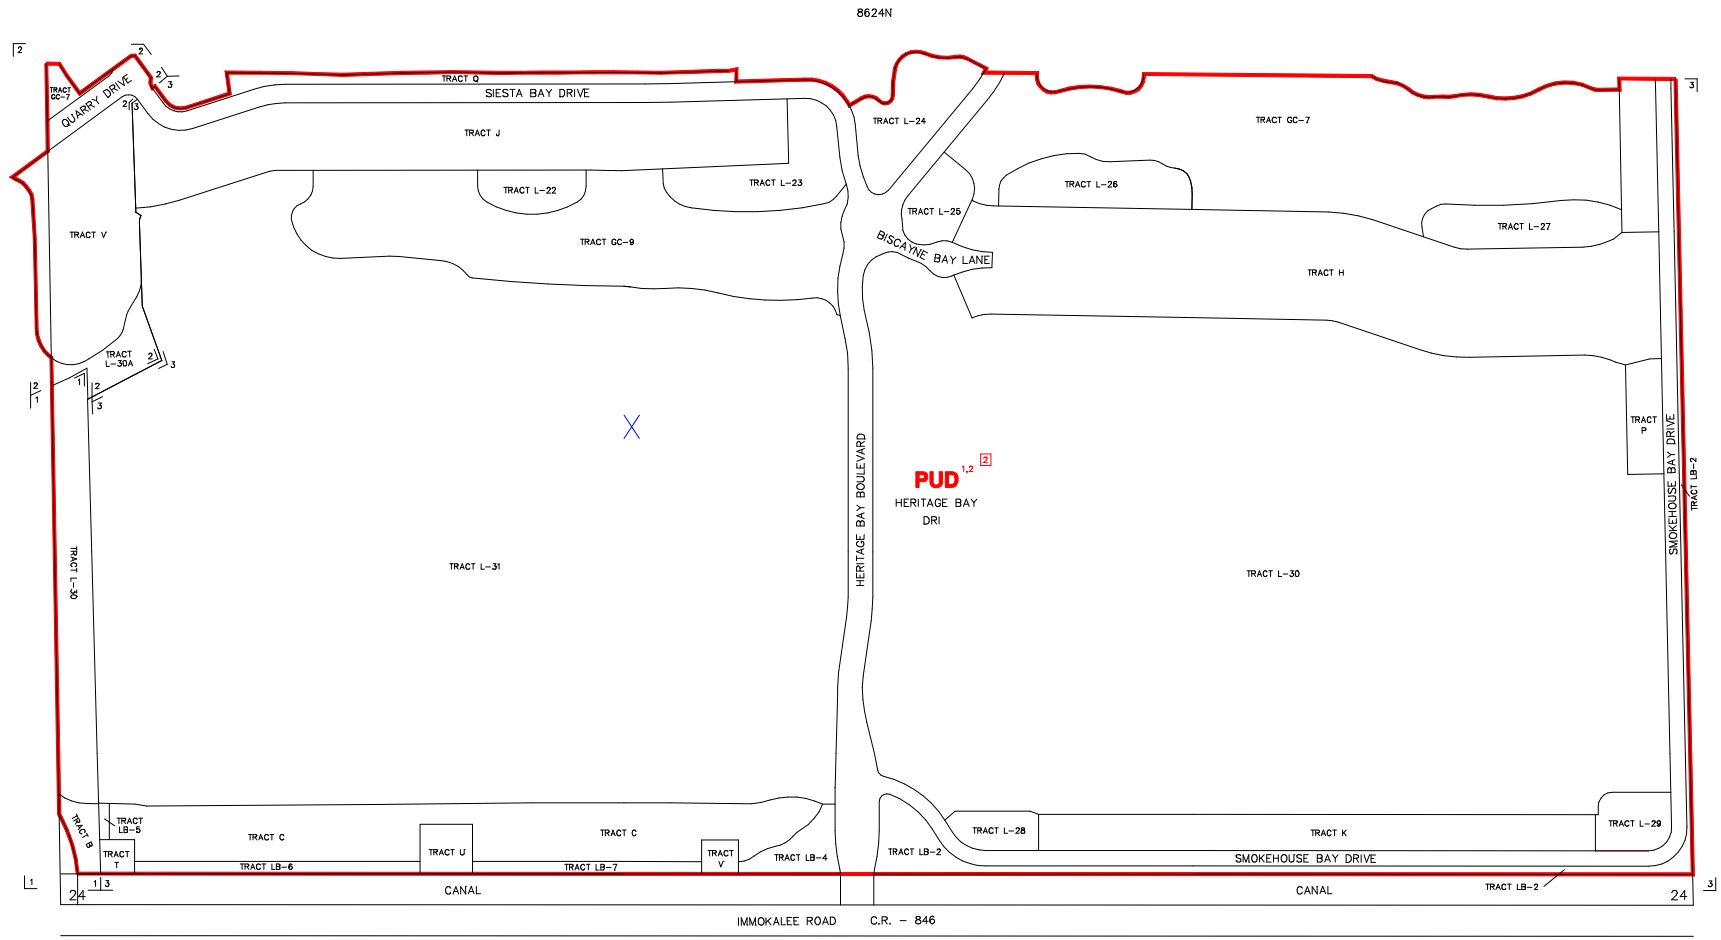 8624N
2
2
2
3
3
TRACT
GC-7
QUARRY DRIVE
2
3
TRACT Q
SIESTA BAY DRIVE
TRACT J
TRACT L-24
TRACT GC-7
TRACT L-22
TRACT L-23
TRACT L-26
TRACT L-25
TRACT L-27
TRACT V
TRACT GC-9
BISCAYNE BAY LANE
TRACT H
TRACT
L-30A
2
3
1
2
1
2
3
TRACT
P
SMOKEHOUSE BAY DRIVE
TRACT LB-2
HERITAGE BAY BOULEVARD
PUD 1,2 2
HERITAGE BAY
DRI
TRACT L-30
TRACT L-31
TRACT L-30
TRACT B
TRACT
LB-5
TRACT C
TRACT C
TRACT L-28
TRACT K
TRACT L-29
TRACT
T
TRACT U
TRACT
V
TRACT LB-4
TRACT LB-2
TRACT LB-6
TRACT LB-7
SMOKEHOUSE BAY DRIVE
TRACT LB-2
1
1
3
3
24
CANAL
CANAL
24
IMMOKALEE ROAD C.R. - 846